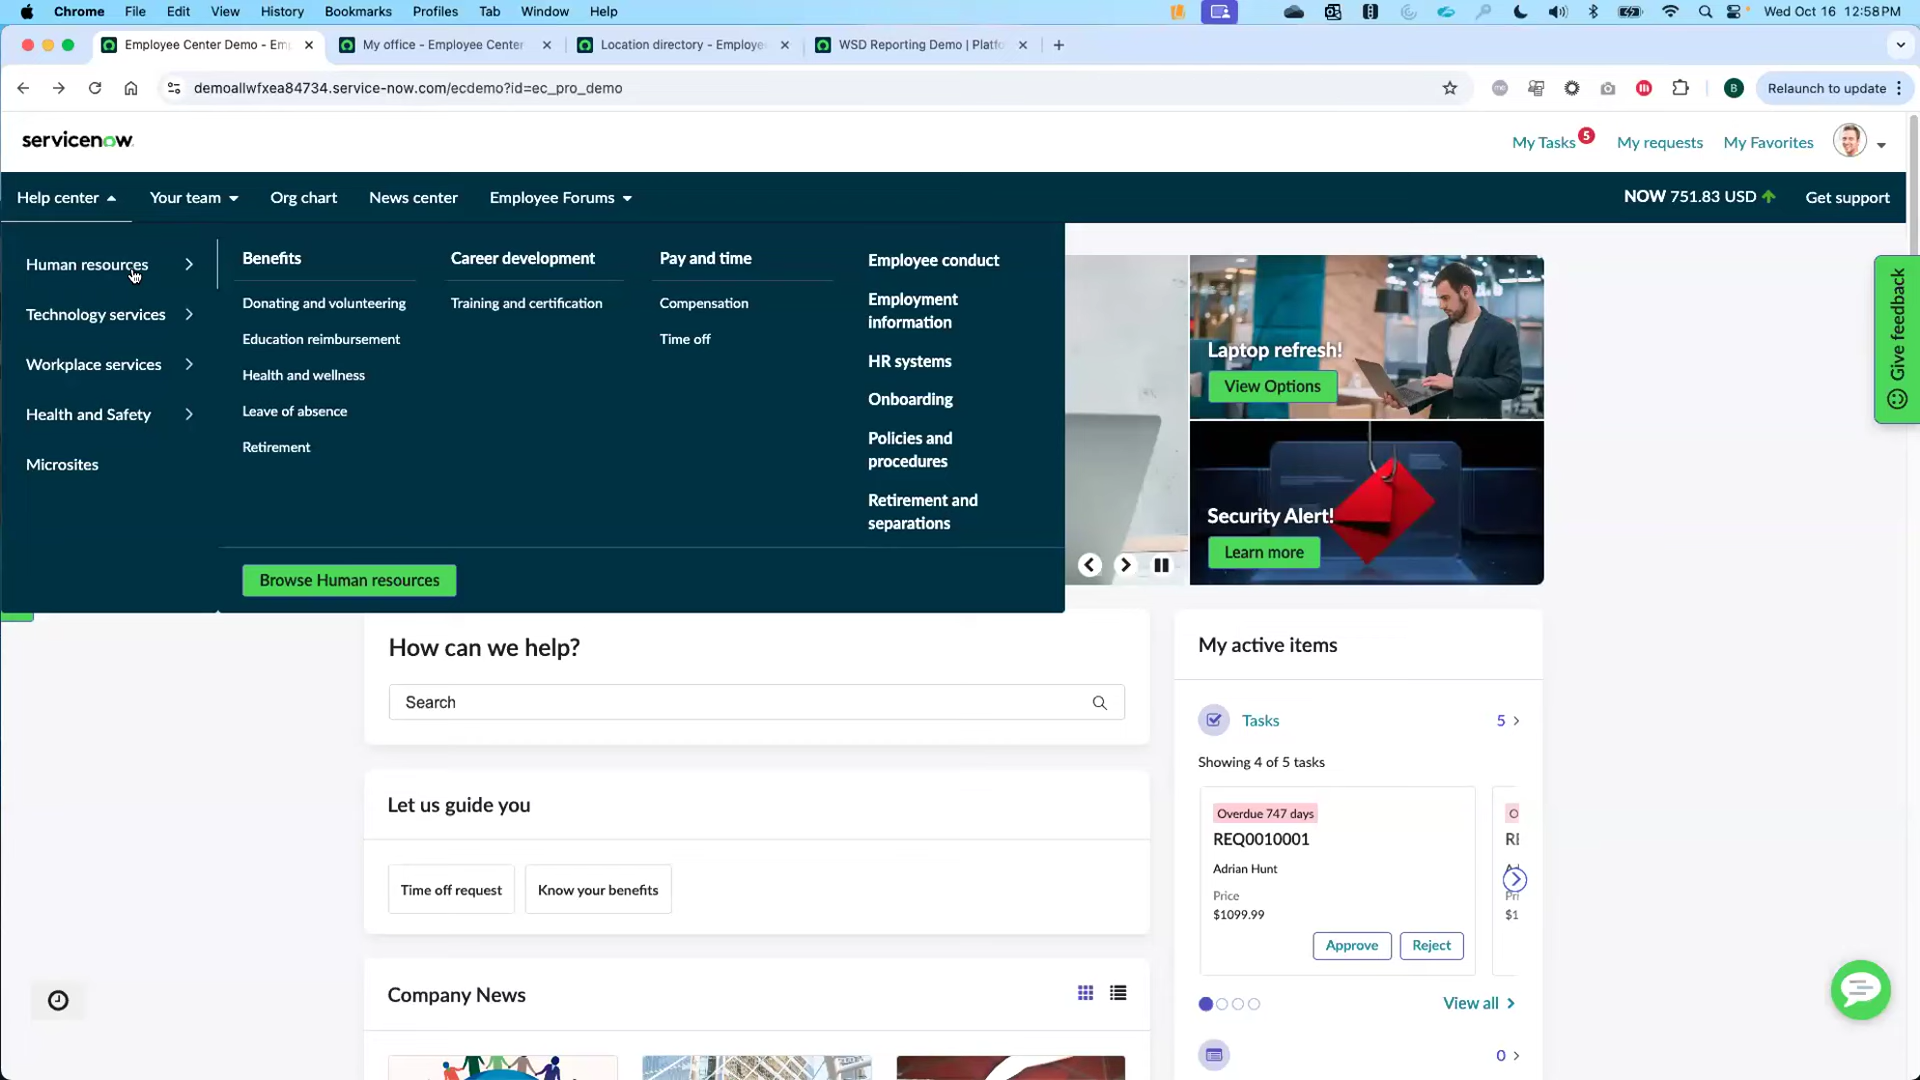 Chrome File Edit View History Bookmarks Profiles Tab Window Help Wed Oct 16 12:58 PM
Employee Center Demo - Em My office - Employee Center Location directory - Employe WSD Reporting Demo | Platfo
demoallwfxea84734.service-now.com/ecdemo?id=ec_pro_demo B Relaunch to update
servicenow My Tasks 5 My requests My Favorites
Help center Your team Org chart News center Employee Forums NOW 751.83 USD Get support
Human resources
Technology services
Workplace services
Health and Safety
Microsites
Benefits
Donating and volunteering
Education reimbursement
Health and wellness
Leave of absence
Retirement
Career development
Training and certification
Pay and time
Compensation
Time off
Employee conduct
Employment
information
HR systems
Onboarding
Policies and
procedures
Retirement and
separations
Browse Human resources
Laptop refresh!
View Options
Security Alert!
Learn more
Give feedback
How can we help?
Search
Let us guide you
Time off request Know your benefits
Company News
My active items
Tasks 5
Showing 4 of 5 tasks
Overdue 747 days
REQ0010001
Adrian Hunt
Price
$1099.99
Approve Reject
View all
0